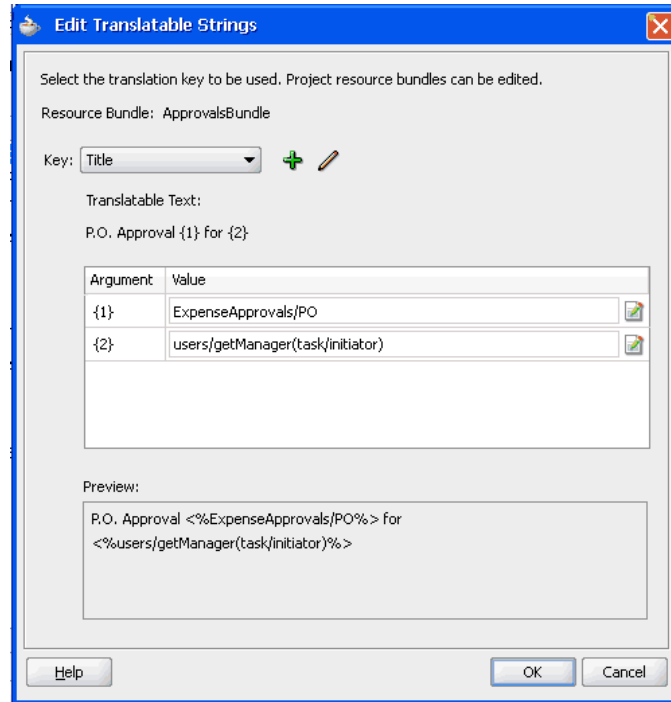 Edit Translatable Strings
Select the translation key to be used. Project resource bundles can be edited.
Resource Bundle: ApprovalsBundle
Key: Title
Translatable Text:
P.O. Approval {1} for {2}
Argument Value
{1} ExpenseApprovals/PO
{2} users/getManager(task/initiator)
Preview:
P.O. Approval <%ExpenseApprovals/PO%> for
<%users/getManager(task/initiator)%>
Help OK Cancel